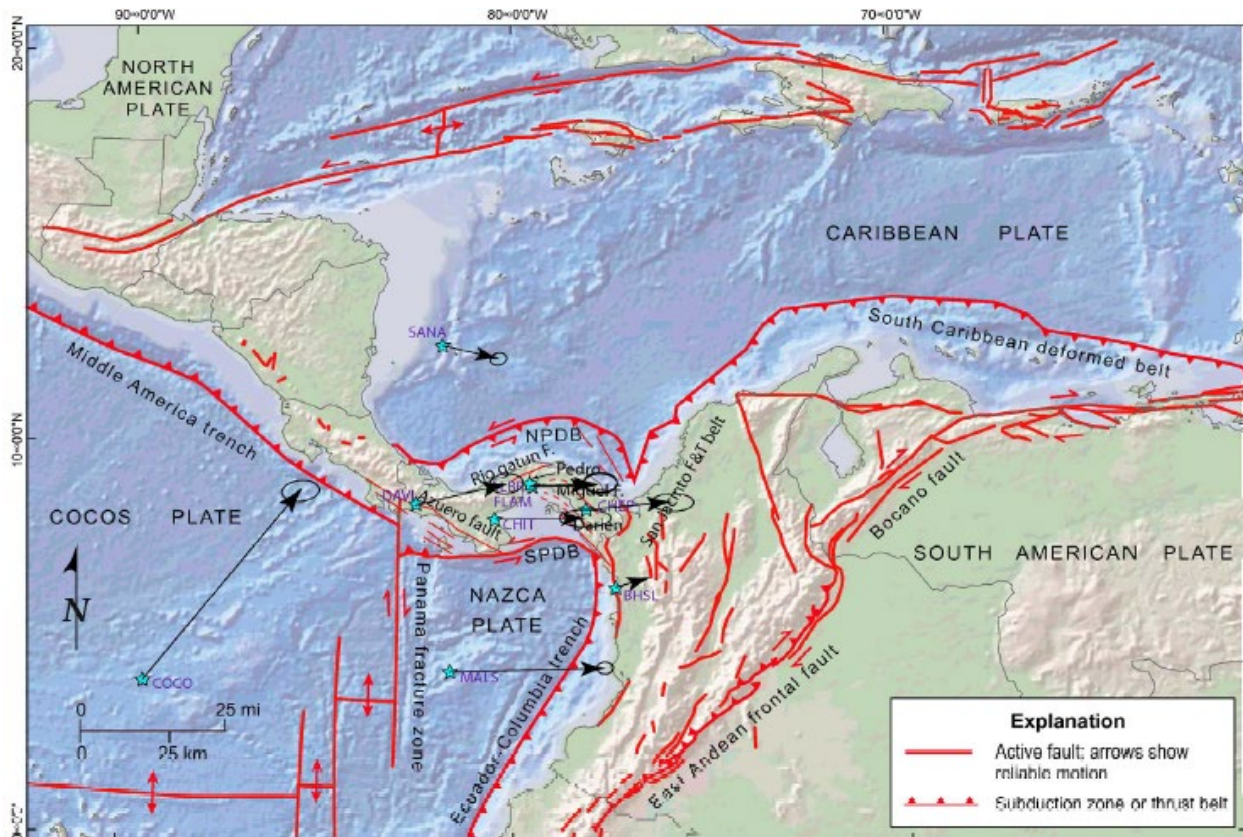 90°0'0"W
80°0'0"W
70°0'0"W
20°0'0"N
10°0'0"N
NORTH
AMERICAN
PLATE
CARIBBEAN PLATE
SANA
South Caribbean deformed belt
Middle America trench
NPDB
Rio gatun F.
Pedro
Miguel F.
DAVI
FLAM
CHEP
Azuero fault
CHIT
Darien
San Jacinto F&T belt
Bocano fault
COCOS PLATE
SOUTH AMERICAN PLATE
SPDB
N
Panama fracture zone
NAZCA
PLATE
BHSL
MALS
COCO
Ecuador-Columbia trench
East Andean frontal fault
0 25 mi
0 25 km
Explanation
Active fault; arrows show
reliable motion
Subduction zone or thrust belt